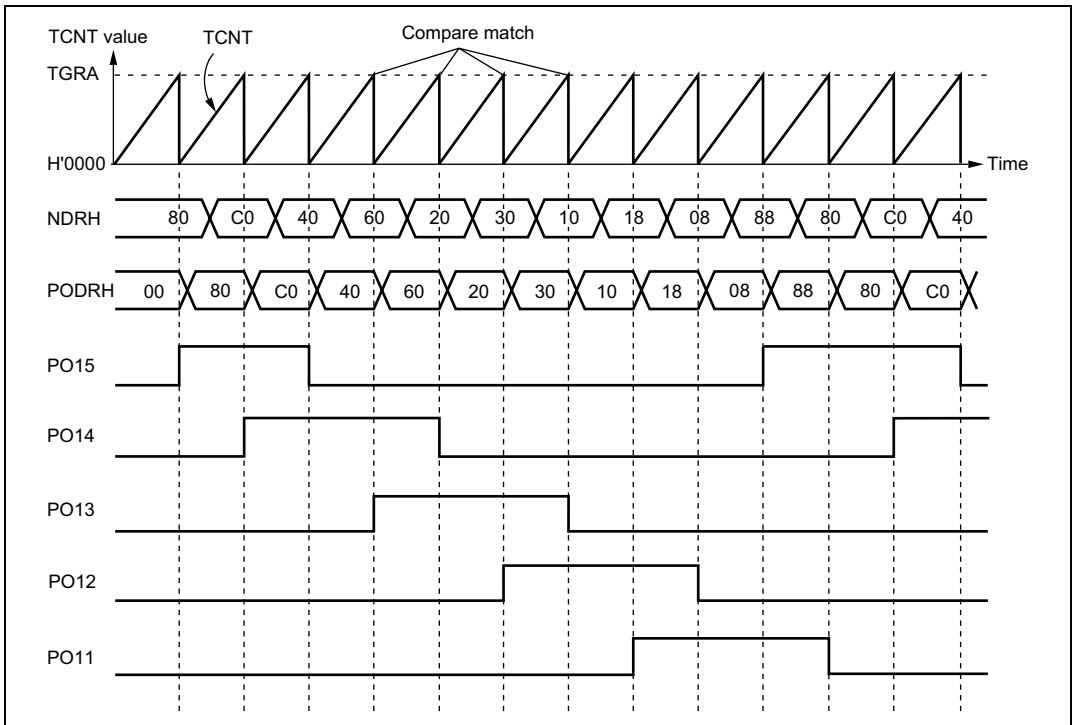 TCNT value
TCNT
Compare match
TGRA
H'0000
Time
NDRH 80 C0 40 60 20 30 10 18 08 88 80 C0 40
PODRH 00 80 C0 40 60 20 30 10 18 08 88 80 C0
PO15
PO14
PO13
PO12
PO11